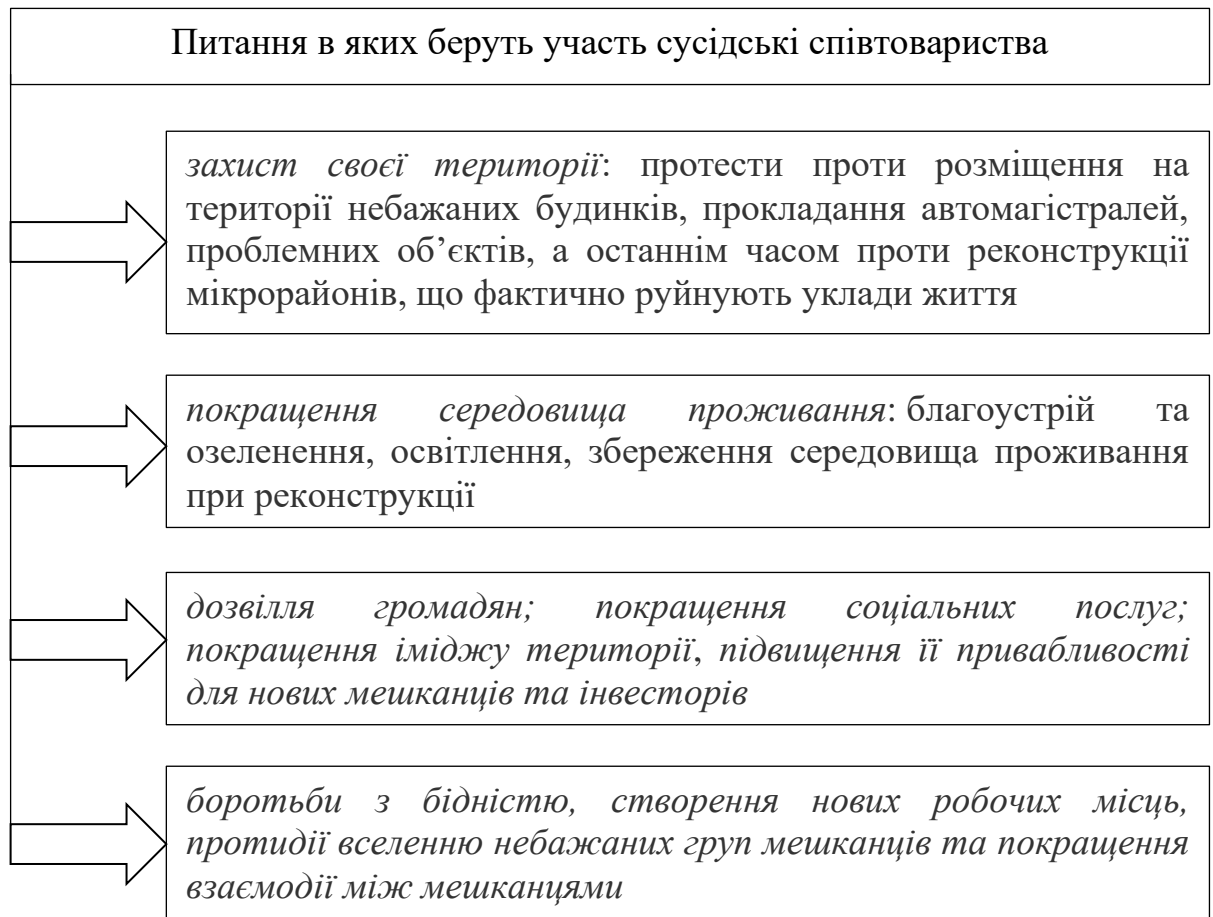 Питання в яких беруть участь сусідські співтовариства
захист своєї території: протести проти розміщення на
території небажаних будинків, прокладання автомагістралей,
проблемних об’єктів, а останнім часом проти реконструкції
мікрорайонів, що фактично руйнують уклади життя
покращення середовища проживання: благоустрій та
озеленення, освітлення, збереження середовища проживання
при реконструкції
дозвілля громадян; покращення соціальних послуг;
покращення іміджу території, підвищення її привабливості
для нових мешканців та інвесторів
боротьби з бідністю, створення нових робочих місць,
протидії вселенню небажаних груп мешканців та покращення
взаємодії між мешканцями